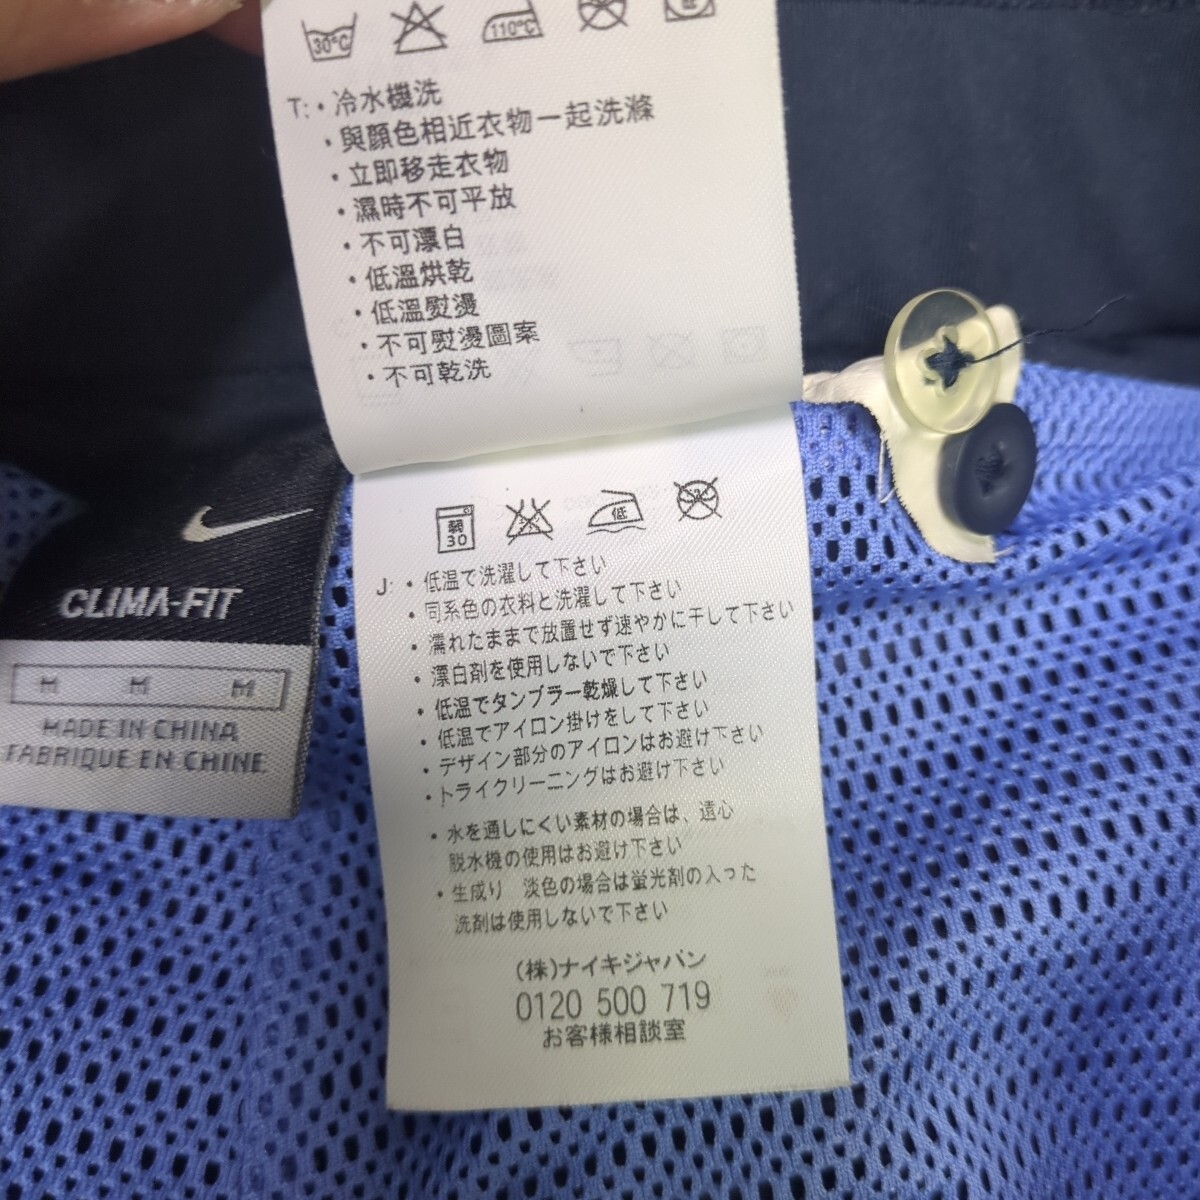 30°C
110°C
T:・冷水機洗
・與顏色相近衣物一起洗滌
・立即移走衣物
・濕時不可平放
・不可漂白
・低溫烘乾
・低溫熨燙
・不可熨燙圖案
・不可乾洗
弱
30
低
J:・低温で洗濯して下さい
・同系色の衣料と洗濯して下さい
・濡れたままで放置せず速やかに干して下さい
・漂白剤を使用しないで下さい
・低温でタンブラー乾燥して下さい
・低温でアイロン掛けをして下さい
・デザイン部分のアイロンはお避け下さい
・トライクリーニングはお避け下さい
・水を通しにくい素材の場合は、遠心
脱水機の使用はお避け下さい
・生成り 淡色の場合は蛍光剤の入った
洗剤は使用しないで下さい
(株)ナイキジャパン
0120 500 719
お客様相談室
CLIMA-FIT
M M M
MADE IN CHINA
FABRIQUE EN CHINE